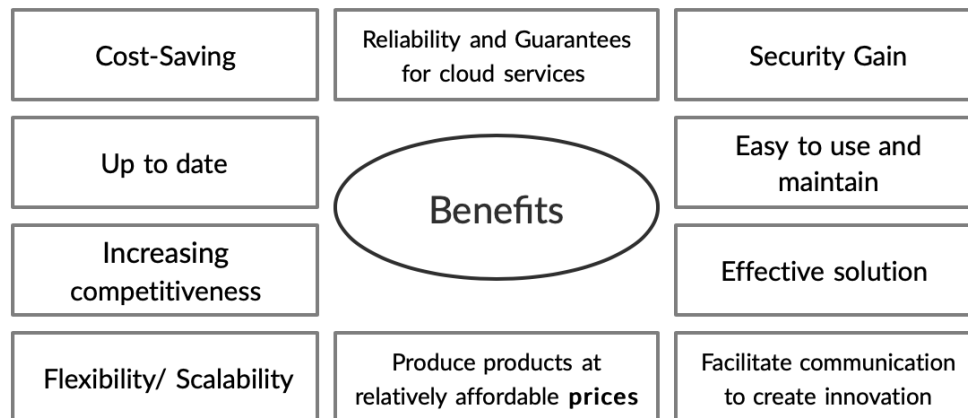 Cost-Saving
Reliability and Guarantees
for cloud services
Security Gain
Up to date
Benefits
Easy to use and
maintain
Increasing
competitiveness
Effective solution
Flexibility/ Scalability
Produce products at
relatively affordable prices
Facilitate communication
to create innovation